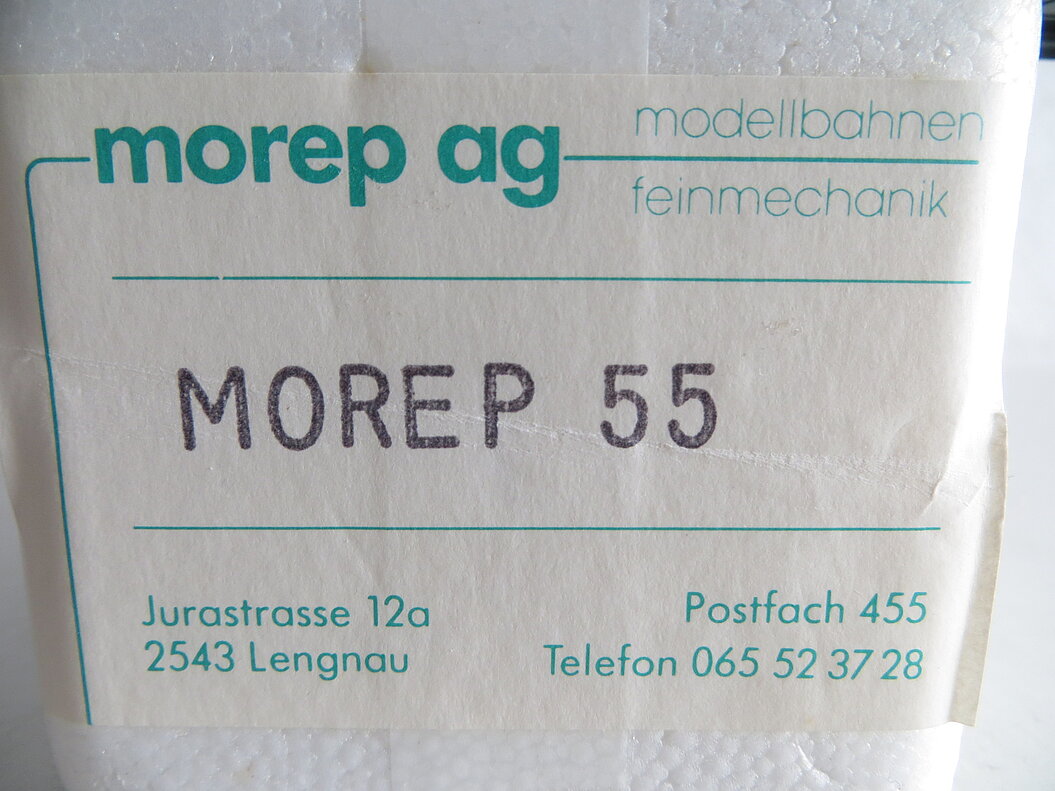 morep ag
modellbahnen
feinmechanik
MOREP 55
Jurastrasse 12a
2543 Lengnau
Postfach 455
Telefon 065 52 37 28